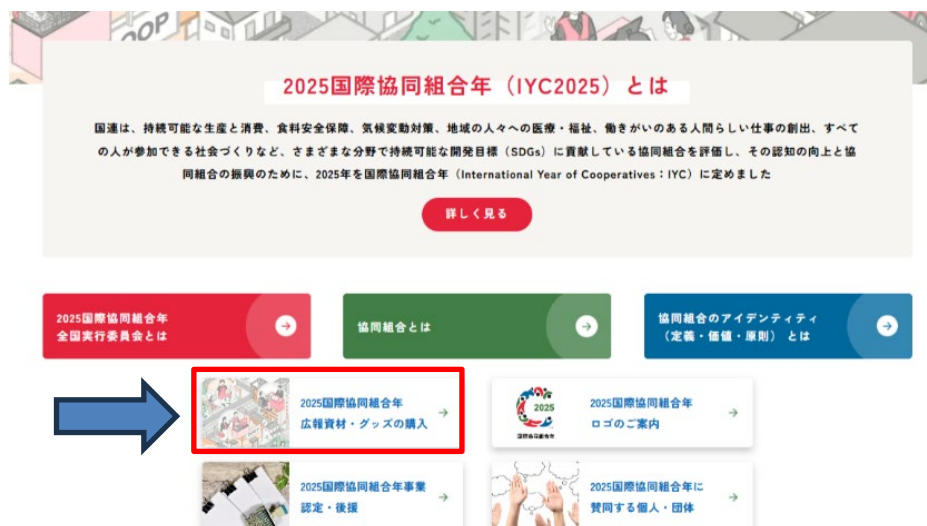 OP
2025国際協同組合年（IYC2025）とは
国連は、持続可能な生産と消費、食料安全保障、気候変動対策、地域の人々への医療・福祉、働きがいのある人間らしい仕事の創出、すべて
の人が参加できる社会づくりなど、さまざまな分野で持続可能な開発目標（SDGs）に貢献している協同組合を評価し、その認知の向上と協
同組合の振興のために、2025年を国際協同組合年（International Year of Cooperatives：IYC）に定めました
詳しく見る
2025国際協同組合年
全国実行委員会とは
協同組合とは
協同組合のアイデンティティ
（定義・価値・原則） とは
2025国際協同組合年
広報資材・グッズの購入
2025
国際協同組合年
2025国際協同組合年
ロゴのご案内
2025国際協同組合年事業
認定・後援
2025国際協同組合年に
賛同する個人・団体